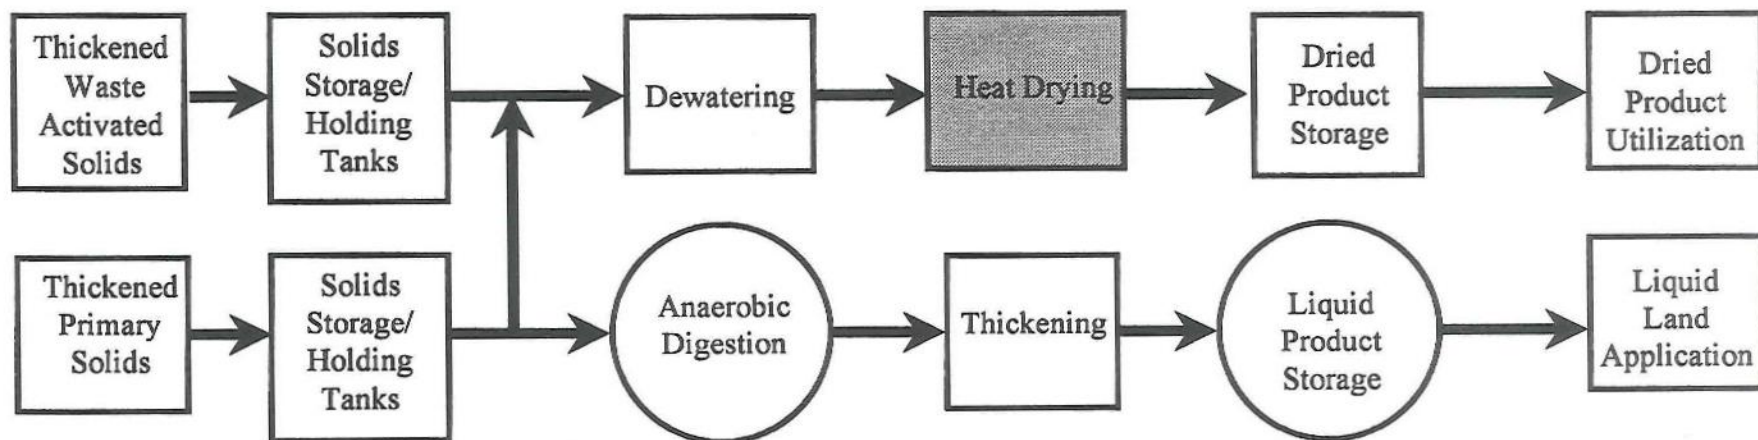 Thickened
Waste
Activated
Solids
Solids
Storage/
Holding
Tanks
Dewatering
Heat Drying
Dried
Product
Storage
Dried
Product
Utilization
Thickened
Primary
Solids
Solids
Storage/
Holding
Tanks
Anaerobic
Digestion
Thickening
Liquid
Product
Storage
Liquid
Land
Application